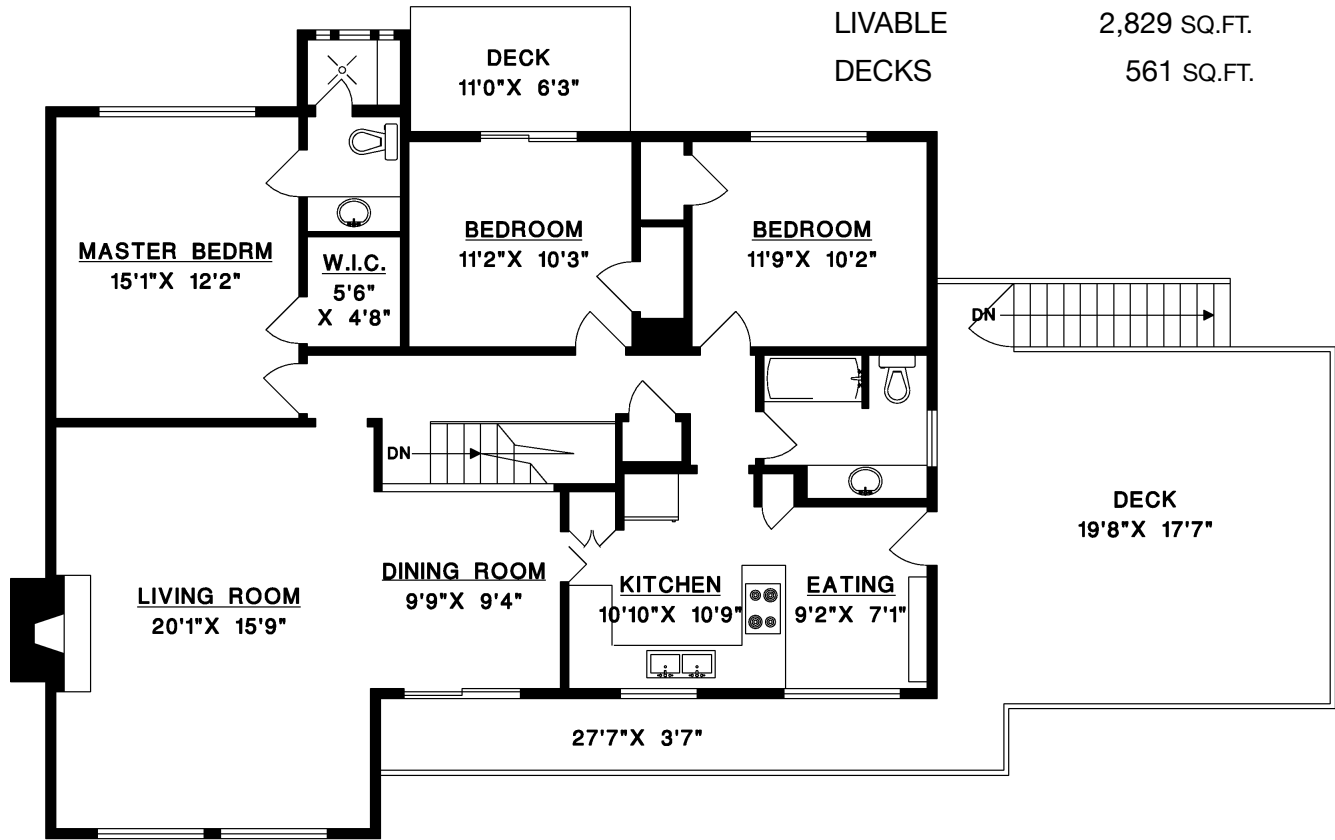 LIVABLE 2,829 SQ.FT.
DECKS 561 SQ.FT.
DECK
11'0"X 6'3"
MASTER BEDRM
15'1"X 12'2"
W.I.C.
5'6"
X 4'8"
BEDROOM
11'2"X 10'3"
BEDROOM
11'9"X 10'2"
DN
DN
DECK
19'8"X 17'7"
LIVING ROOM
20'1"X 15'9"
DINING ROOM
9'9"X 9'4"
KITCHEN
10'10"X 10'9"
EATING
9'2"X 7'1"
27'7"X 3'7"